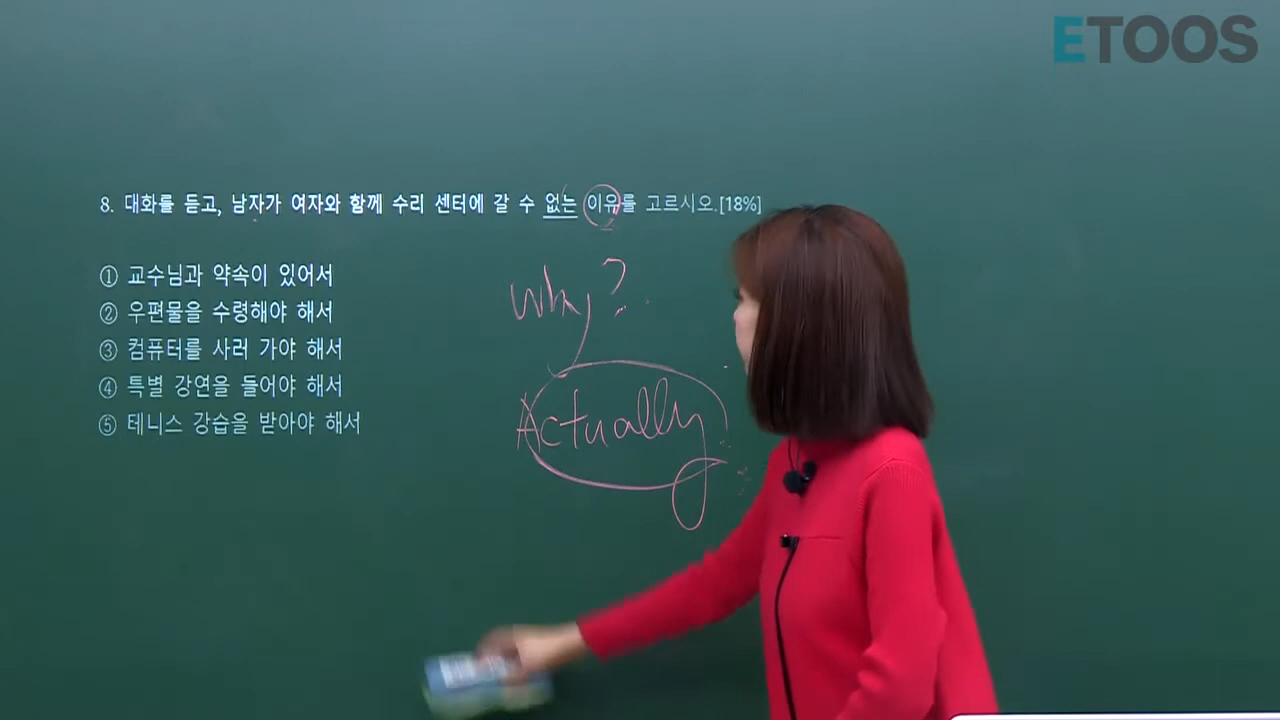 ETOOS
8. 대화를 듣고, 남자가 여자와 함께 수리 센터에 갈 수 없는 이유를 고르시오.[18%]
① 교수님과 약속이 있어서
② 우편물을 수령해야 해서
③ 컴퓨터를 사러 가야 해서
④ 특별 강연을 들어야 해서
⑤ 테니스 강습을 받아야 해서
Why?
Actually